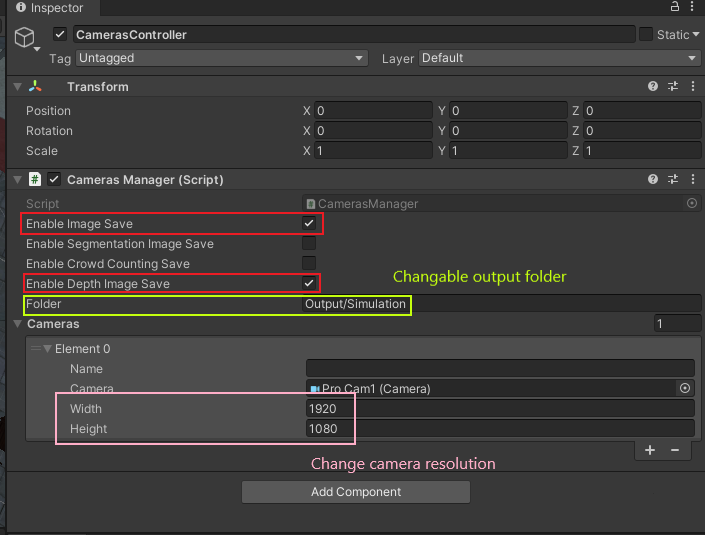 Inspector
CamerasController
Static
Tag Untagged Layer Default
Transform
Position X 0 Y 0 Z 0
Rotation X 0 Y 0 Z 0
Scale X 1 Y 1 Z 1
# Cameras Manager (Script)
Script # CamerasManager
Enable Image Save
Enable Segmentation Image Save
Enable Crowd Counting Save
Enable Depth Image Save
Changable output folder
Folder Output/Simulation
Cameras 1
Element 0
Name
Camera Pro Cam1 (Camera)
Width 1920
Height 1080
+ −
Change camera resolution
Add Component